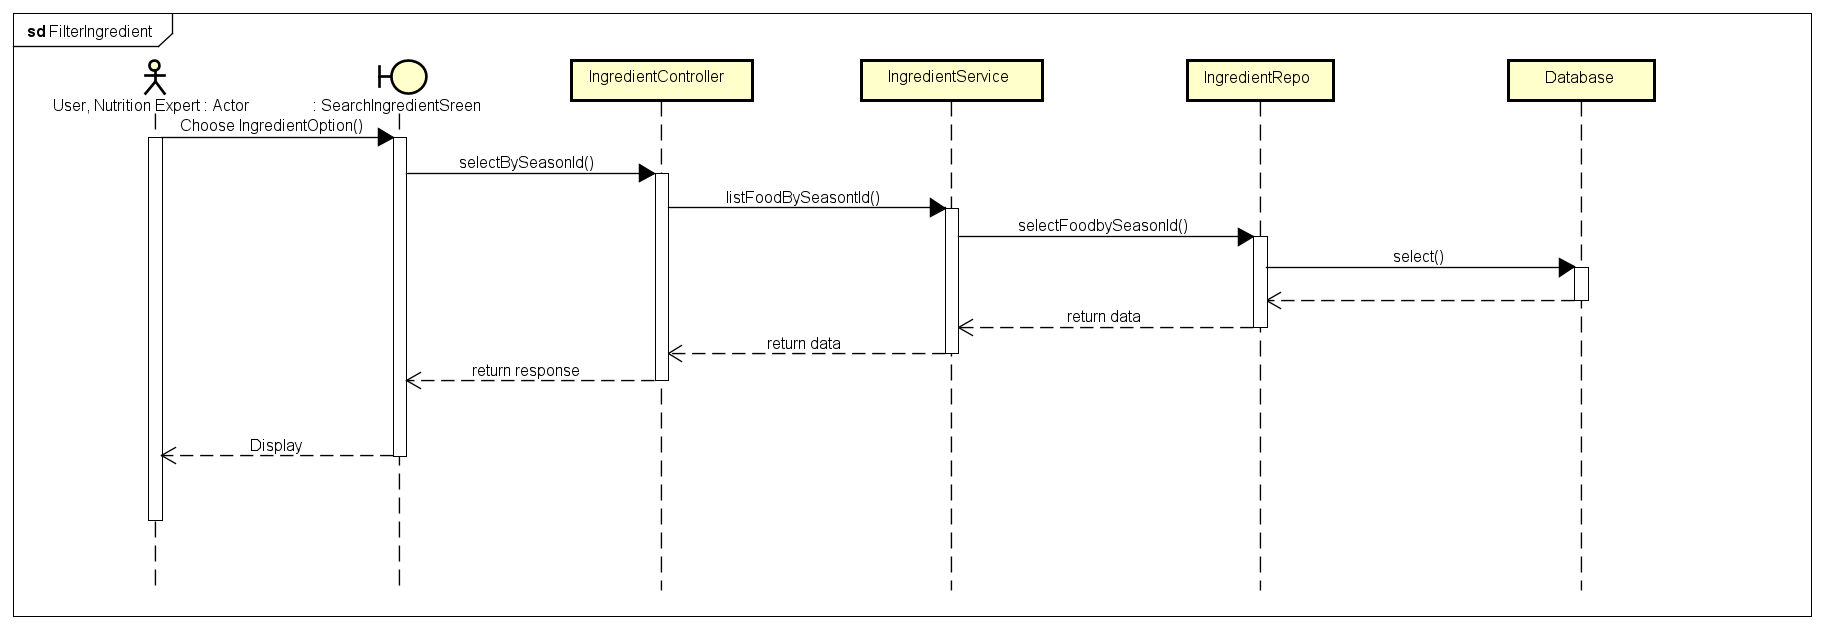 sd FilterIngredient
User, Nutrition Expert : Actor
: SearchIngredientSreen
IngredientController
IngredientService
IngredientRepo
Database
Choose IngredientOption()
selectBySeasonId()
listFoodBySeasontId()
selectFoodbySeasonId()
select()
return data
return data
return response
Display